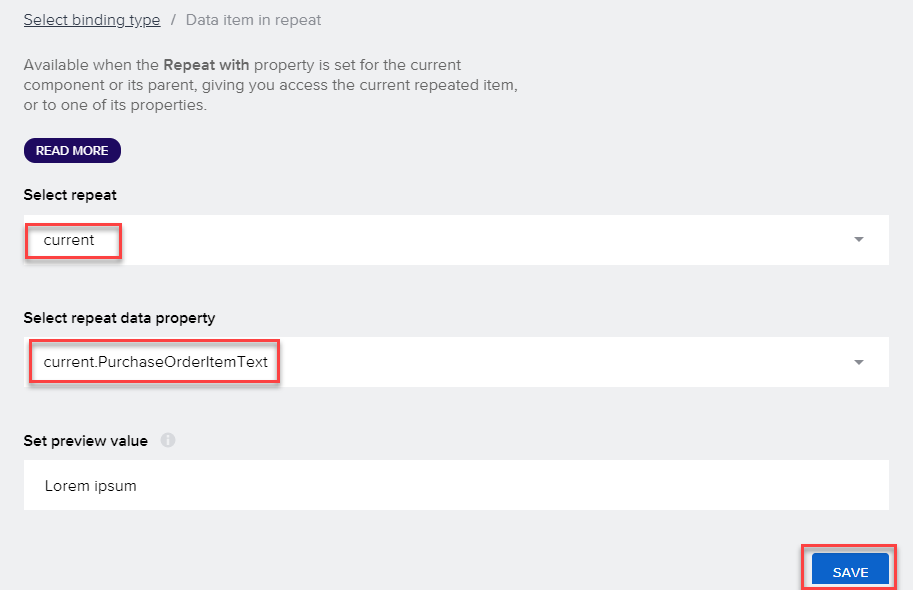 Select binding type / Data item in repeat
Available when the Repeat with property is set for the current
component or its parent, giving you access the current repeated item,
or to one of its properties.
READ MORE
Select repeat
current
Select repeat data property
current.PurchaseOrderItemText
Set preview value
Lorem ipsum
SAVE